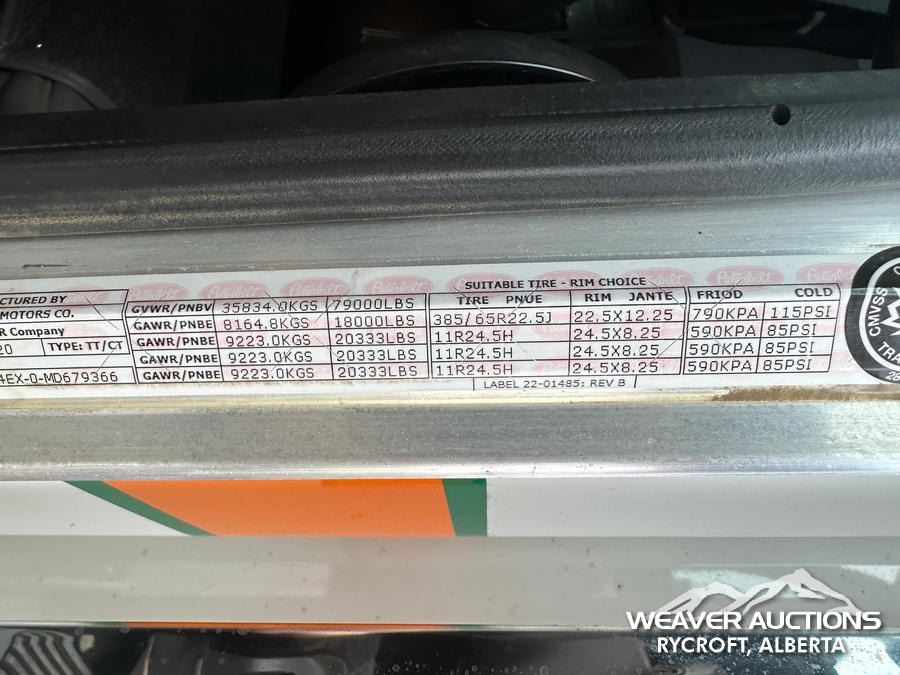 SUITABLE TIRE - RIM CHOICE
CTURED BY
MOTORS CO.
R Company
20 TYPE: TT/CT
4EX-0-MD679366
TIRE PNUE RIM JANTE FRIOD COLD
GVWR/PNBV 35834.0KGS 79000LBS
GAWR/PNBE 8164.8KGS 18000LBS 385/65R22.5J 22.5X12.25 790KPA 115PSI
GAWR/PNBE 9223.0KGS 20333LBS 11R24.5H 24.5X8.25 590KPA 85PSI
GAWR/PNBE 9223.0KGS 20333LBS 11R24.5H 24.5X8.25 590KPA 85PSI
GAWR/PNBE 9223.0KGS 20333LBS 11R24.5H 24.5X8.25 590KPA 85PSI
LABEL 22-01485: REV B
Peterbilt
CMVSS
TRA
WEAVER AUCTIONS
RYCROFT, ALBERTA